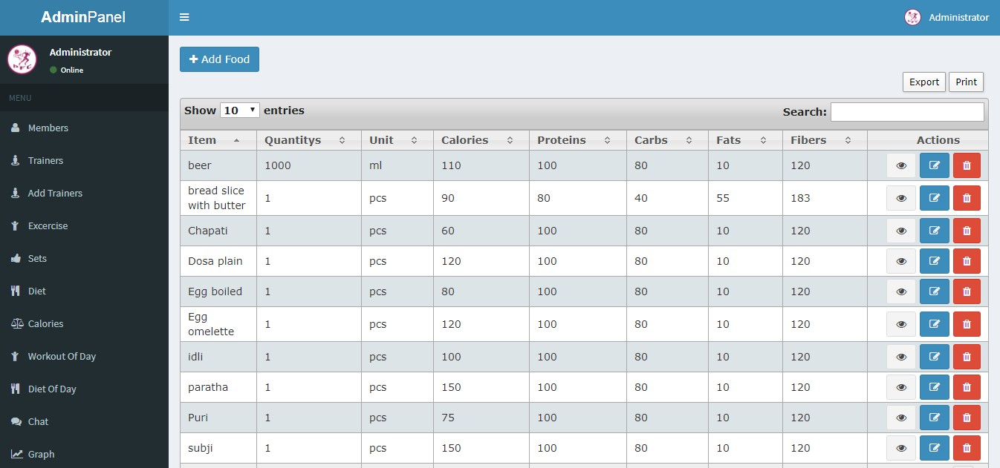 AdminPanel
Administrator
Administrator
Online
MENU
Members
Trainers
Add Trainers
Excercise
Sets
Diet
Calories
Workout Of Day
Diet Of Day
Chat
Graph
Add Food
Export Print
Show 10 entries Search:
Item Quantitys Unit Calories Proteins Carbs Fats Fibers Actions
beer 1000 ml 110 100 80 10 120
bread slice
with butter 1 pcs 90 80 40 55 183
Chapati 1 pcs 60 100 80 10 120
Dosa plain 1 pcs 120 100 80 10 120
Egg boiled 1 pcs 80 100 80 10 120
Egg
omelette 1 pcs 120 100 80 10 120
idli 1 pcs 100 100 80 10 120
paratha 1 pcs 150 100 80 10 120
Puri 1 pcs 75 100 80 10 120
subji 1 pcs 150 100 80 10 120